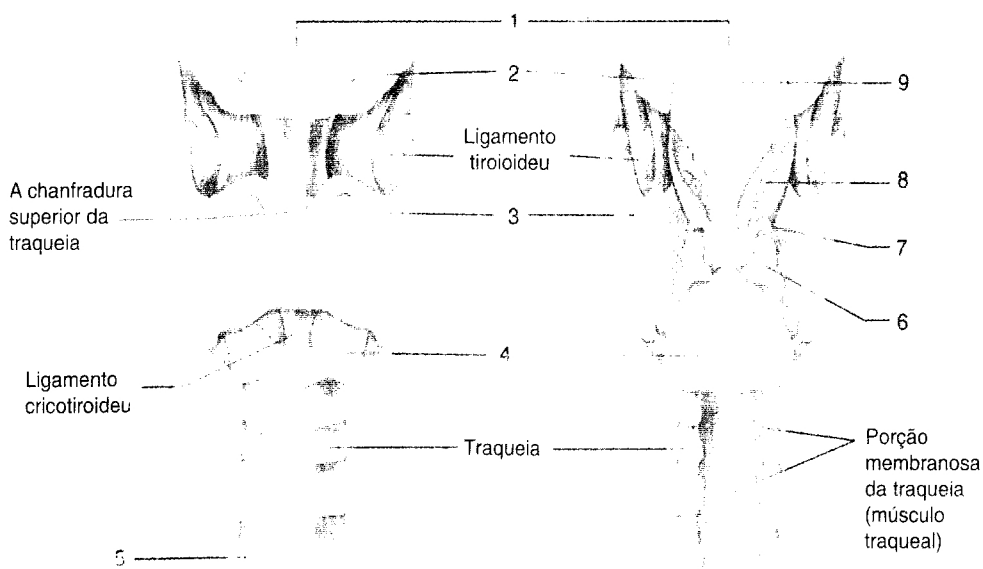 1
2
9
Ligamento
tiroioideu
8
A chanfradura
superior da
traqueia
3
7
6
4
Ligamento
cricotiroideu
Traqueia
Porção
membranosa
da traqueia
(músculo
traqueal)
5